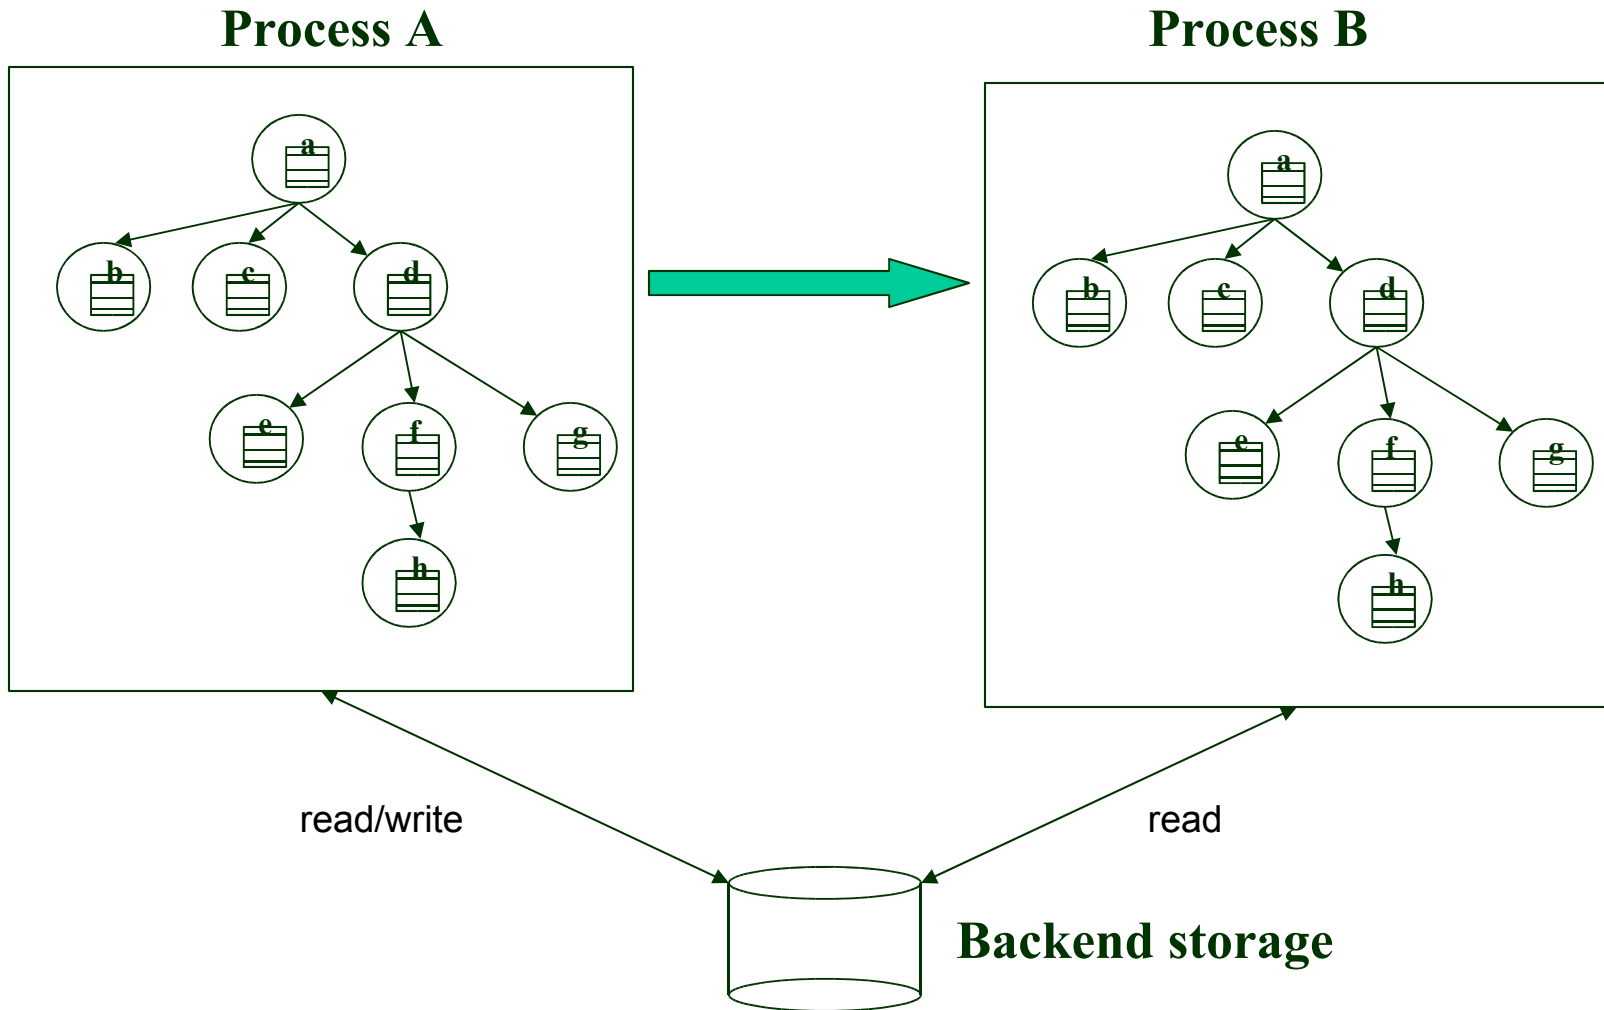 Process A
Process B
a
b
c
d
e
f
g
h
a
b
c
d
e
f
g
h
read/write
read
Backend storage